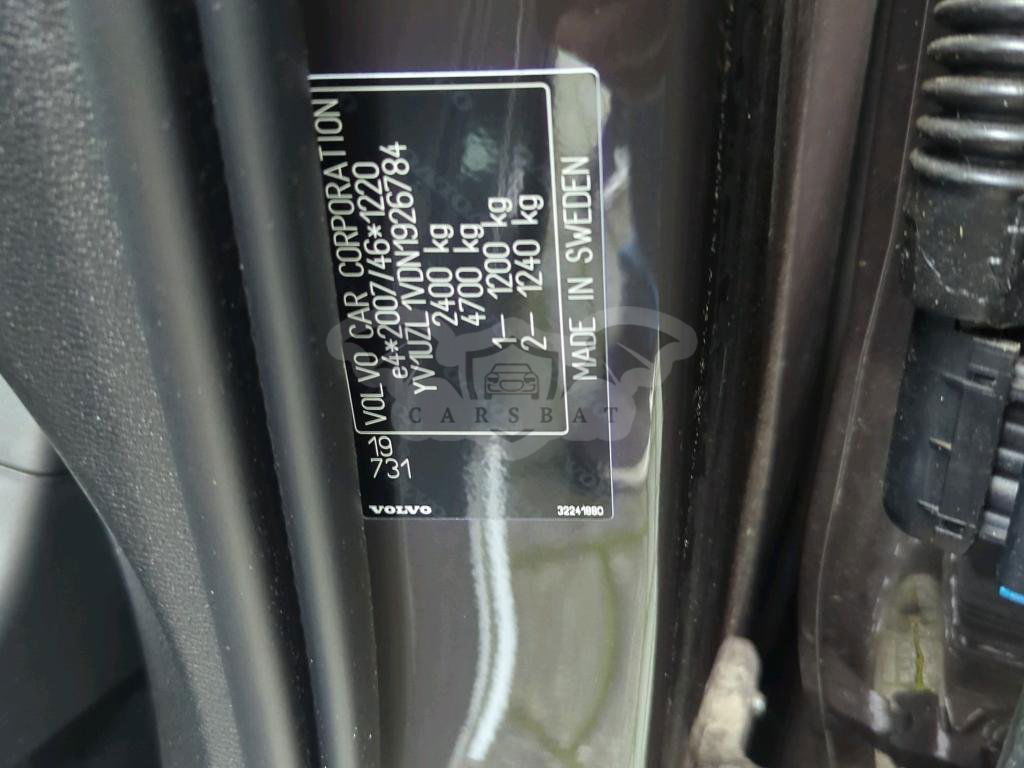 VOLVO CAR CORPORATION
e4*2007/46*1220
YV1UZL1VDN1926784
2400 kg
4700 kg
1– 1200 kg
2– 1240 kg
MADE IN SWEDEN
19
731
VOLVO
32241880
CARSBAT